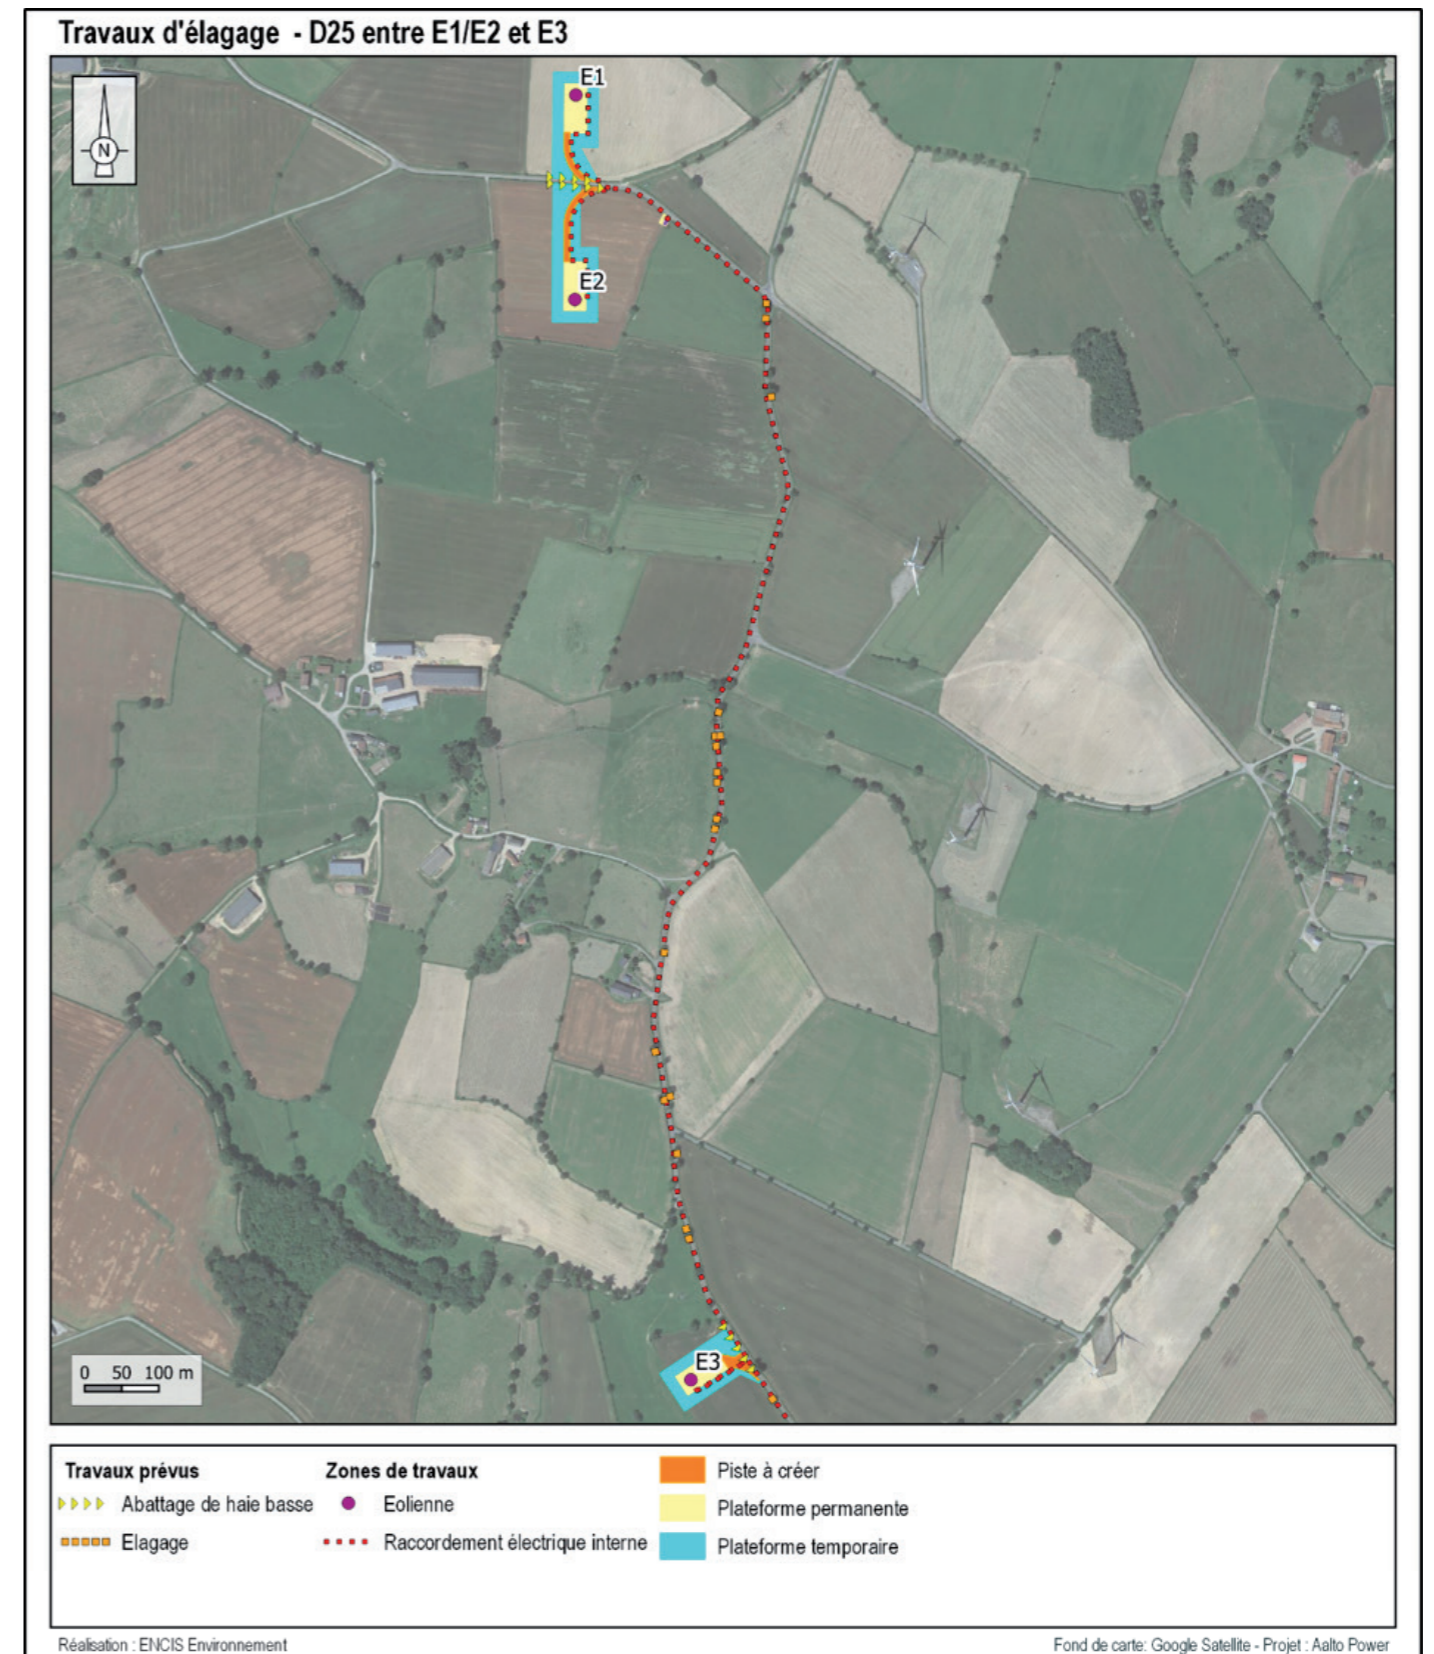 Travaux d'élagage - D25 entre E1/E2 et E3
E1
N
E2
E3
0 50 100 m
Travaux prévus
Abattage de haie basse
Elagage
Zones de travaux
Eolienne
Raccordement électrique interne
Piste à créer
Plateforme permanente
Plateforme temporaire
Réalisation : ENCIS Environnement
Fond de carte: Google Satellite - Projet : Aalto Power